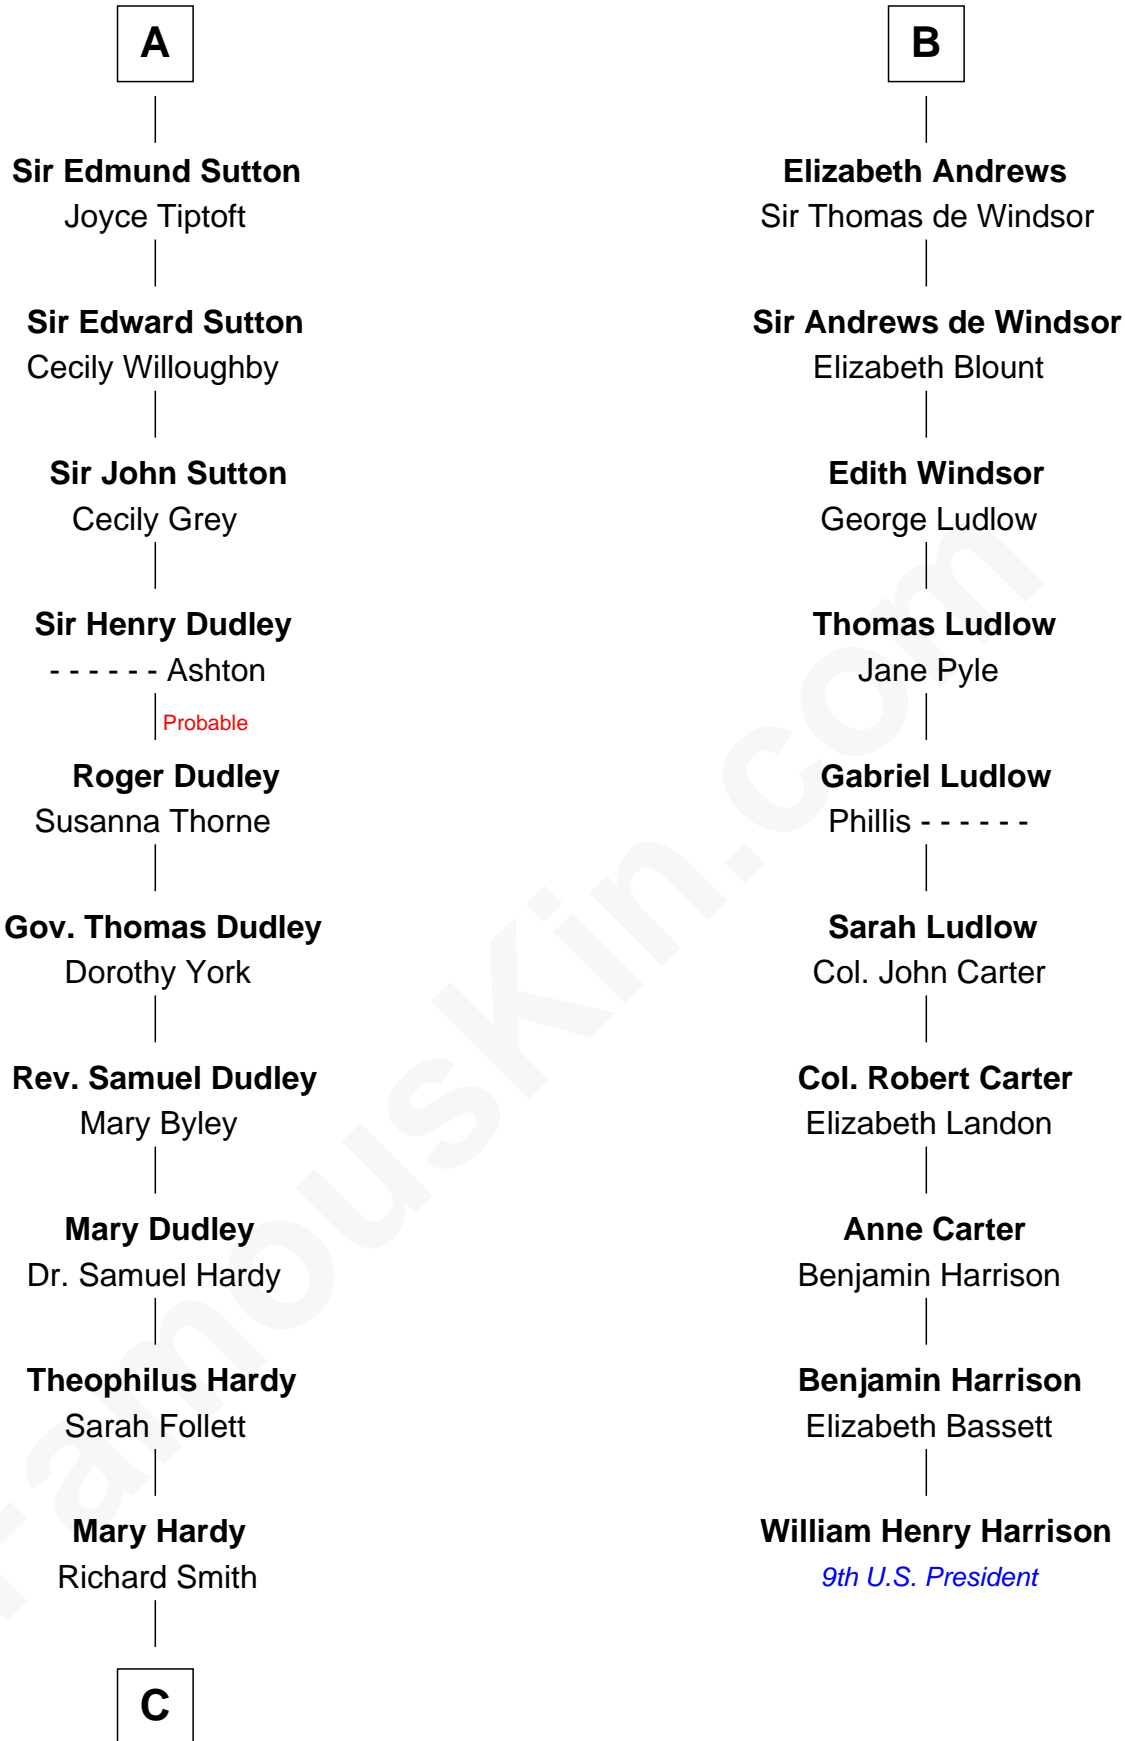 A
Sir Edmund Sutton
Joyce Tiptoft
Sir Edward Sutton
Cecily Willoughby
Sir John Sutton
Cecily Grey
Sir Henry Dudley
- - - - - - Ashton
Probable
Roger Dudley
Susanna Thorne
Gov. Thomas Dudley
Dorothy York
Rev. Samuel Dudley
Mary Byley
Mary Dudley
Dr. Samuel Hardy
Theophilus Hardy
Sarah Follett
Mary Hardy
Richard Smith
C
B
Elizabeth Andrews
Sir Thomas de Windsor
Sir Andrews de Windsor
Elizabeth Blount
Edith Windsor
George Ludlow
Thomas Ludlow
Jane Pyle
Gabriel Ludlow
Phillis - - - - - -
Sarah Ludlow
Col. John Carter
Col. Robert Carter
Elizabeth Landon
Anne Carter
Benjamin Harrison
Benjamin Harrison
Elizabeth Bassett
William Henry Harrison
9th U.S. President
FamousKin.com